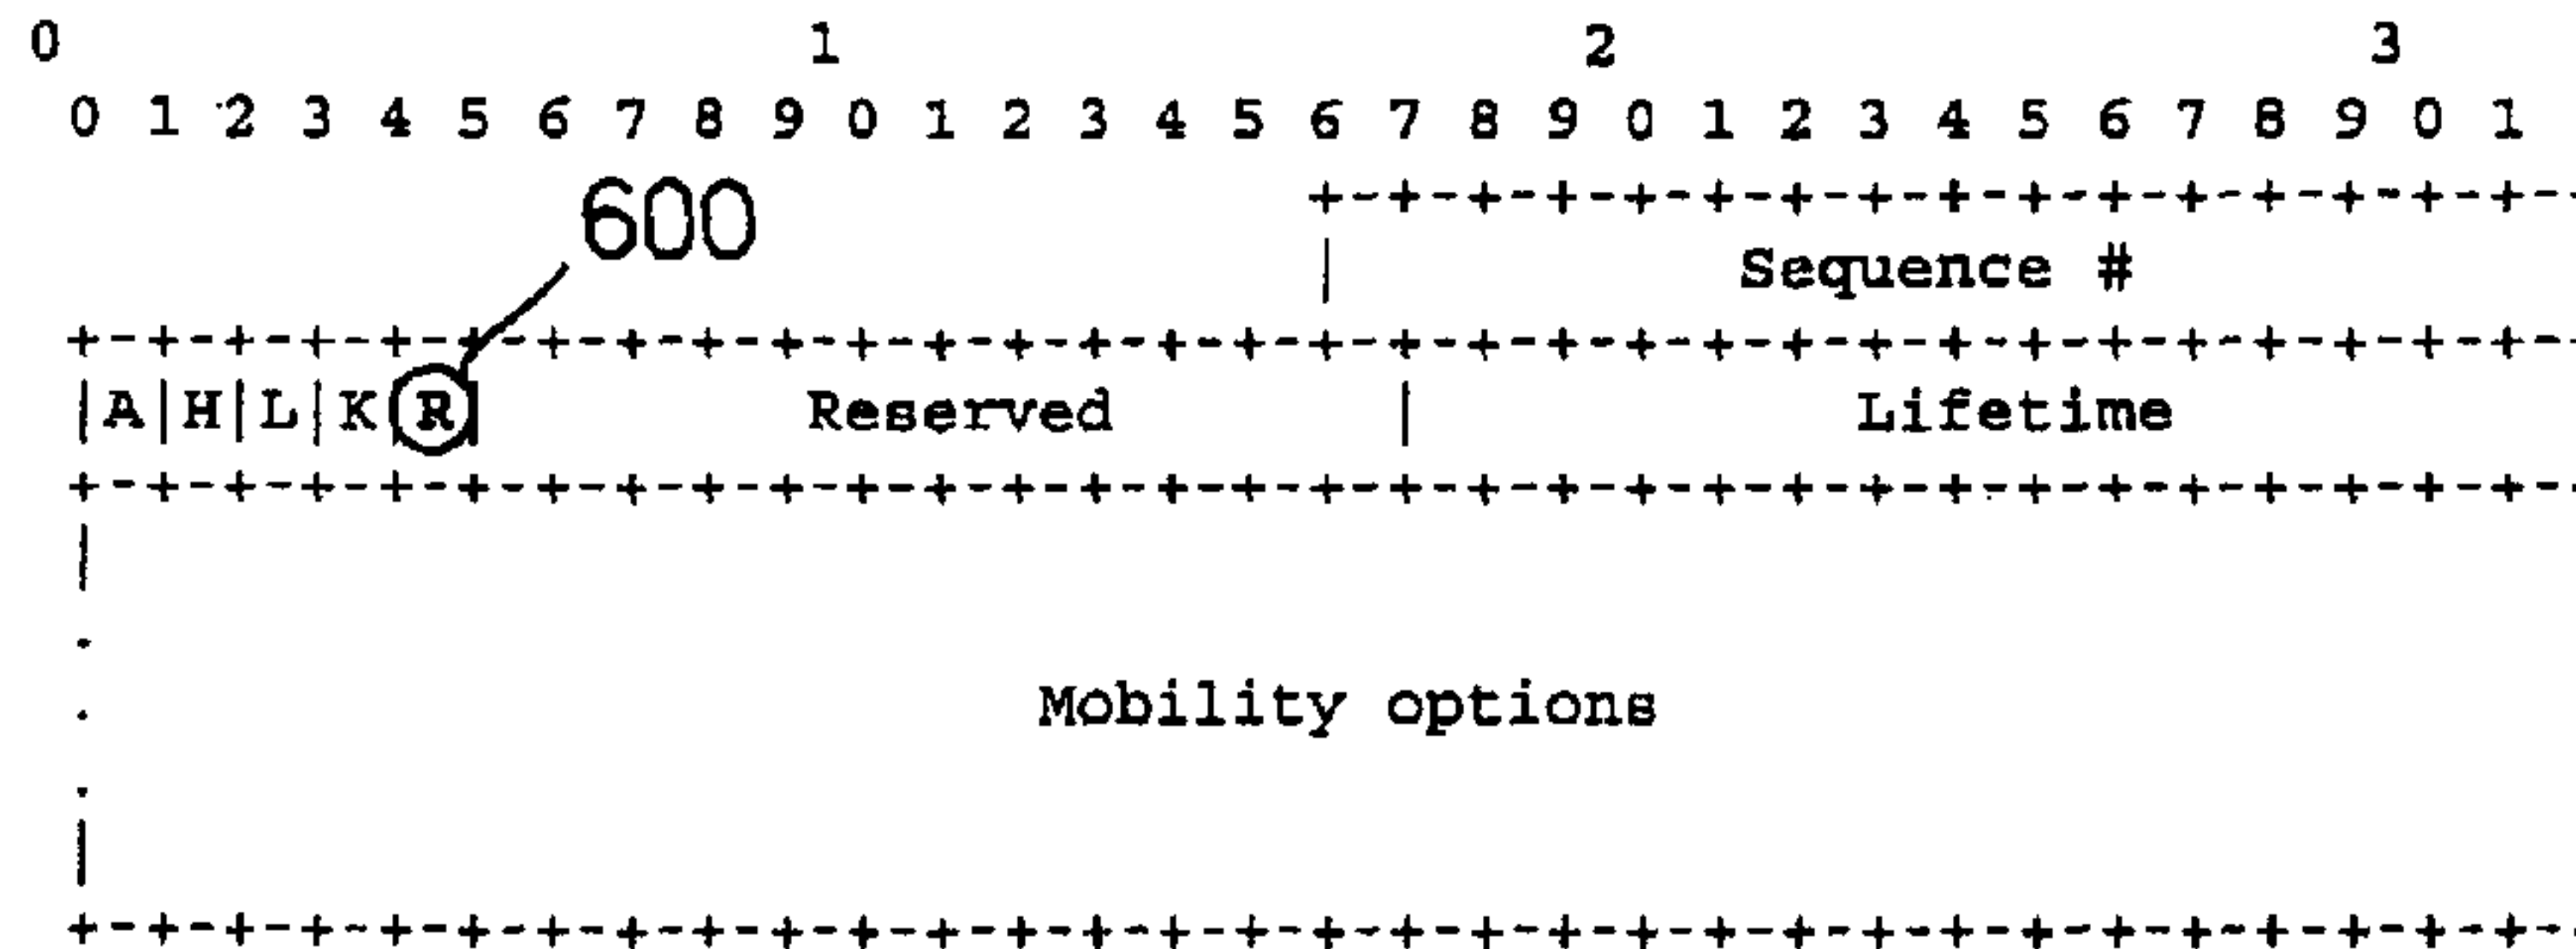 0 1 2 3
0 1 2 3 4 5 6 7 8 9 0 1 2 3 4 5 6 7 8 9 0 1 2 3 4 5 6 7 8 9 0 1
+-+-+-+-+-+-+-+-+-+-+-+-+-+-+-+-
600
| Sequence #
+-+-+-+-+-+-+-+-+-+-+-+-+-+-+-+-+-+-+-+-+-+-+-+-+-+-+-+-+-+-+-+-
|A|H|L|K|R| Reserved | Lifetime
+-+-+-+-+-+-+-+-+-+-+-+-+-+-+-+-+-+-+-+-+-+-+-+-+-+-+-+-+-+-+-+-
|
.
. Mobility options
.
|
+-+-+-+-+-+-+-+-+-+-+-+-+-+-+-+-+-+-+-+-+-+-+-+-+-+-+-+-+-+-+-+-